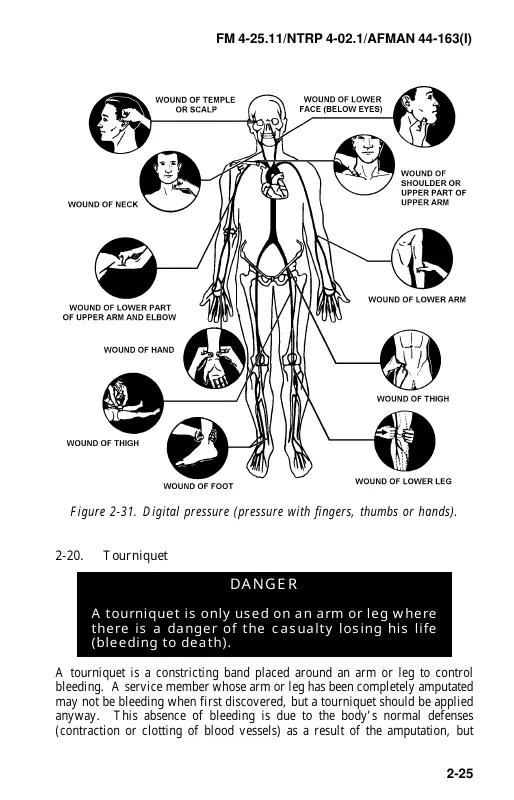 FM 4-25.11/NTRP 4-02.1/AFMAN 44-163(I)
WOUND OF TEMPLE
OR SCALP
WOUND OF LOWER
FACE (BELOW EYES)
WOUND OF NECK
WOUND OF
SHOULDER OR
UPPER PART OF
UPPER ARM
WOUND OF LOWER PART
OF UPPER ARM AND ELBOW
WOUND OF LOWER ARM
WOUND OF HAND
WOUND OF THIGH
WOUND OF THIGH
WOUND OF FOOT
WOUND OF LOWER LEG
Figure 2-31. Digital pressure (pressure with fingers, thumbs or hands).
2-20. Tourniquet
DANGER
A tourniquet is only used on an arm or leg where
there is a danger of the casualty losing his life
(bleeding to death).
A tourniquet is a constricting band placed around an arm or leg to control
bleeding. A service member whose arm or leg has been completely amputated
may not be bleeding when first discovered, but a tourniquet should be applied
anyway. This absence of bleeding is due to the body's normal defenses
(contraction or clotting of blood vessels) as a result of the amputation, but
2-25